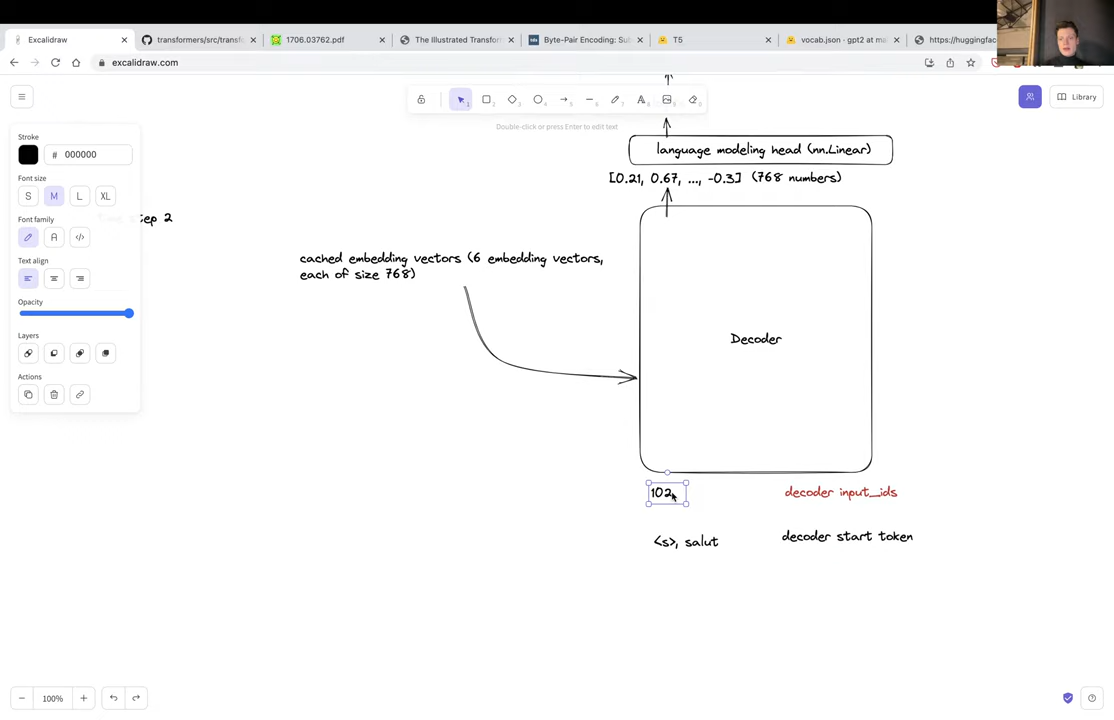 Excalidraw
transformers/src/transf
1706.03762.pdf
The Illustrated Transfor
Byte-Pair Encoding: Su
T5
vocab.json · gpt2 at ma
https://huggingfac
excalidraw.com
Library
Double-click or press Enter to edit text
Stroke
# 000000
Font size
S M L XL
Font family
A
Text align
Opacity
Layers
Actions
step 2
language modeling head (nn.Linear)
[0.21, 0.67, ..., -0.3] (768 numbers)
cached embedding vectors (6 embedding vectors,
each of size 768)
Decoder
102,
decoder input_ids
<s>, salut
decoder start token
100%